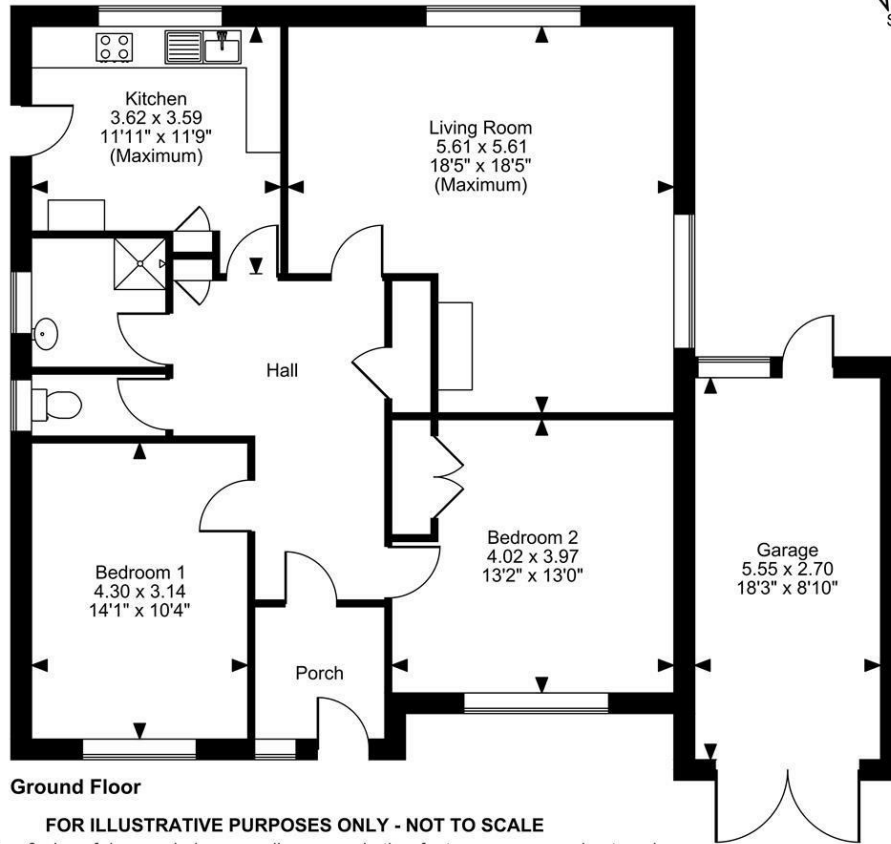 S
Kitchen
3.62 x 3.59
11'11" x 11'9"
(Maximum)
Living Room
5.61 x 5.61
18'5" x 18'5"
(Maximum)
Hall
Bedroom 1
4.30 x 3.14
14'1" x 10'4"
Bedroom 2
4.02 x 3.97
13'2" x 13'0"
Garage
5.55 x 2.70
18'3" x 8'10"
Porch
Ground Floor
FOR ILLUSTRATIVE PURPOSES ONLY - NOT TO SCALE